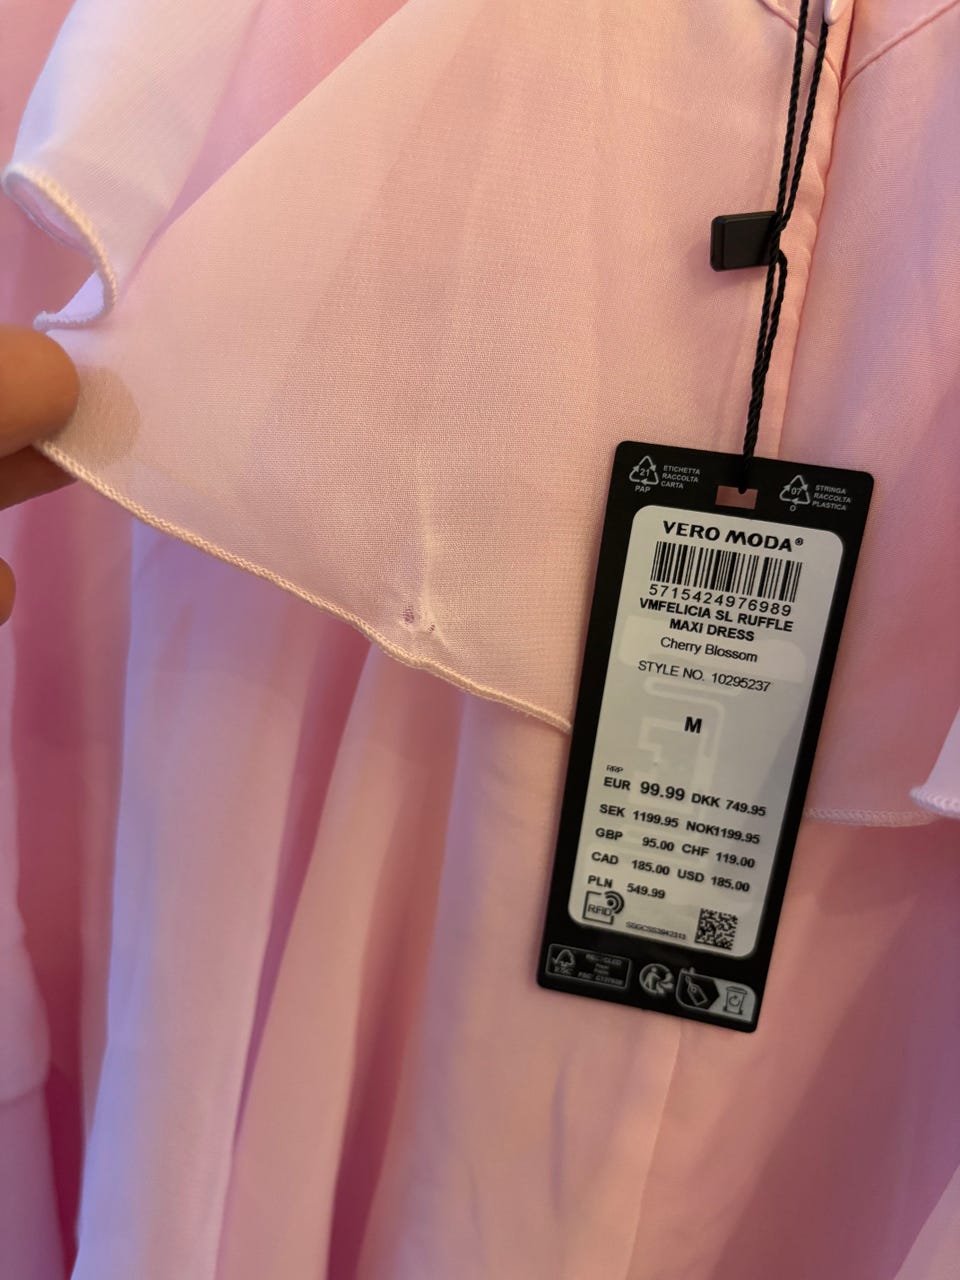 21
PAP
ETICHETTA
RACCOLTA
CARTA
07
O
STRINGA
RACCOLTA
PLASTICA
VERO MODA®
5715424976989
VMFELICIA SL RUFFLE
MAXI DRESS
Cherry Blossom
STYLE NO. 10295237
M
RRP
EUR 99.99 DKK 749.95
SEK 1199.95 NOK1199.95
GBP 95.00 CHF 119.00
CAD 185.00 USD 185.00
PLN 549.99
RFID
FSC
RECYCLED